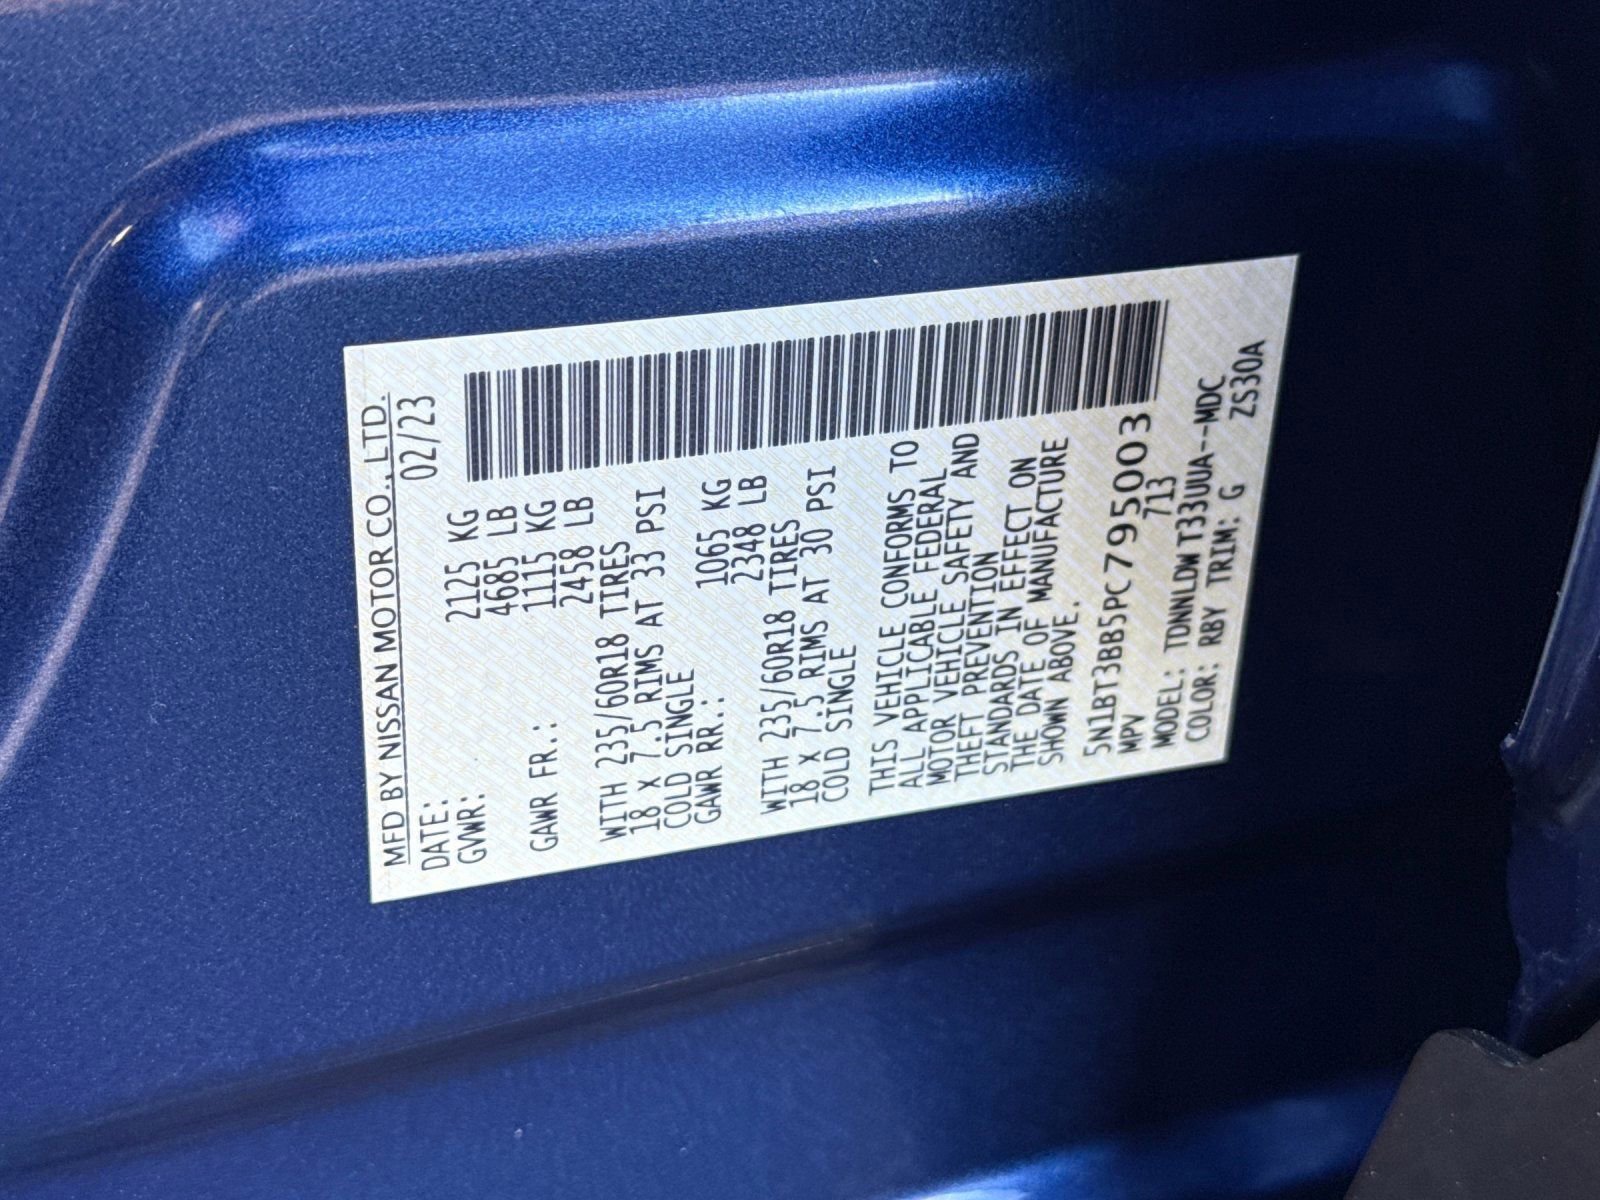 MFD BY NISSAN MOTOR CO., LTD.
DATE: 02/23
GVWR: 2125 KG
4685 LB
GAWR FR.: 1115 KG
2458 LB
WITH 235/60R18 TIRES
18 X 7.5 RIMS AT 33 PSI
COLD SINGLE
GAWR RR.: 1065 KG
2348 LB
WITH 235/60R18 TIRES
18 X 7.5 RIMS AT 30 PSI
COLD SINGLE
THIS VEHICLE CONFORMS TO
ALL APPLICABLE FEDERAL
MOTOR VEHICLE SAFETY AND
THEFT PREVENTION
STANDARDS IN EFFECT ON
THE DATE OF MANUFACTURE
SHOWN ABOVE.
5N1BT3BB5PC795003
MPV 713
MODEL: TDNNLDW T33UUA--MDC
COLOR: RBY TRIM: G ZS30A